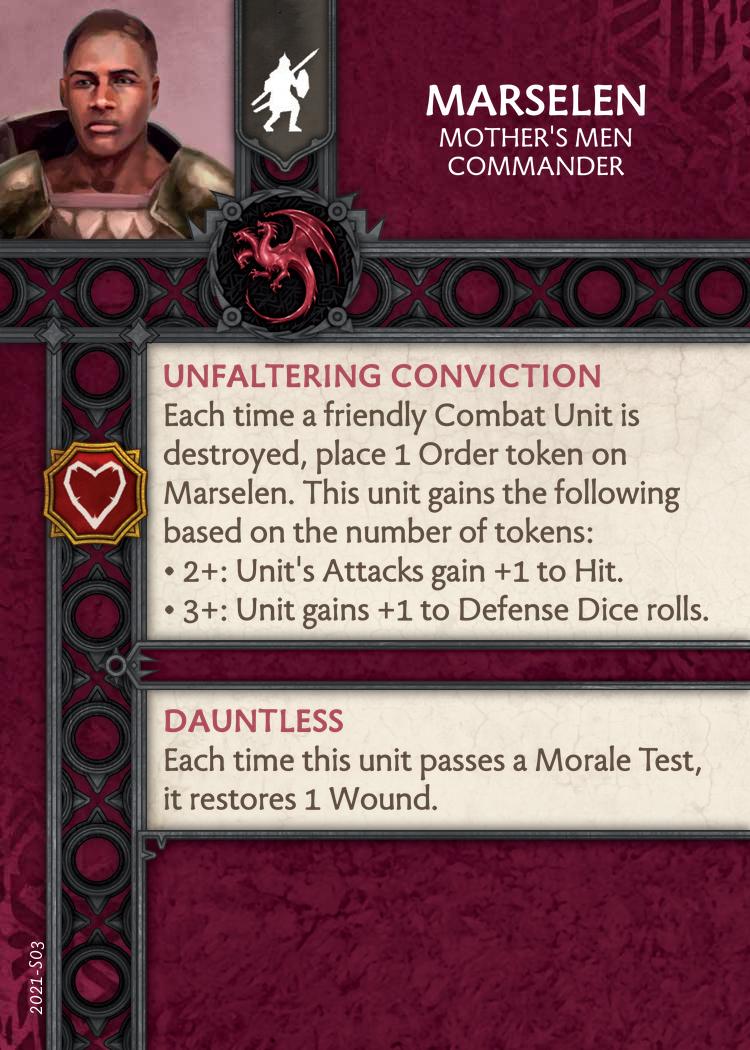 MARSELEN
MOTHER'S MEN
COMMANDER
UNFALTERING CONVICTION
Each time a friendly Combat Unit is
destroyed, place 1 Order token on
Marselen. This unit gains the following
based on the number of tokens:
• 2+: Unit's Attacks gain +1 to Hit.
• 3+: Unit gains +1 to Defense Dice rolls.
DAUNTLESS
Each time this unit passes a Morale Test,
it restores 1 Wound.
2021-S03